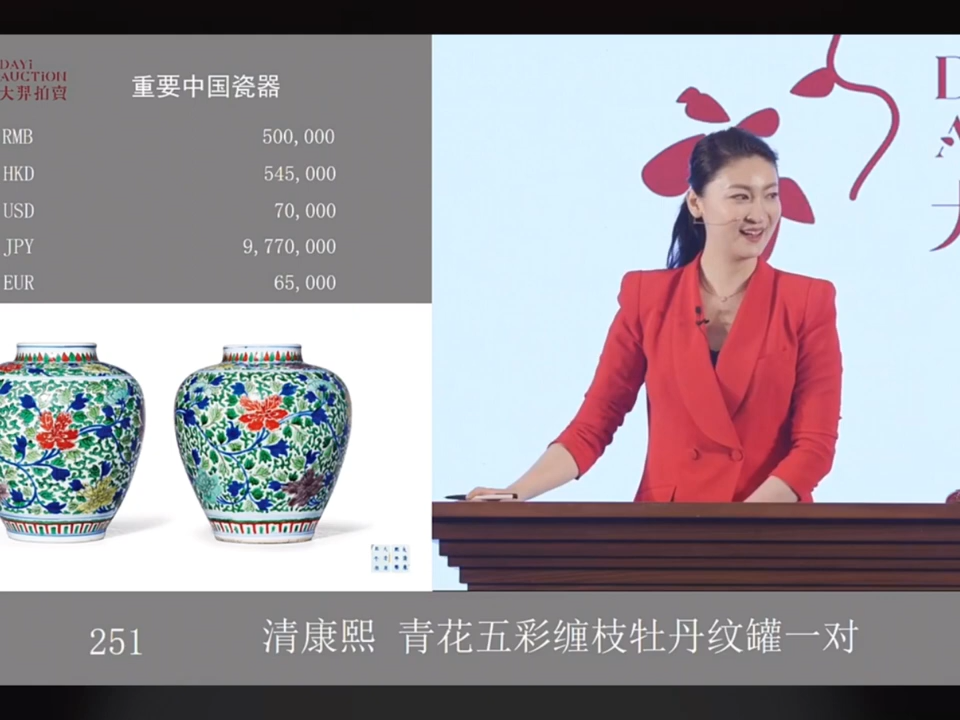 DAYi
AUCTiON
大羿拍賣
重要中国瓷器
RMB 500,000
HKD 545,000
USD 70,000
JPY 9,770,000
EUR 65,000
251 清康熙 青花五彩缠枝牡丹纹罐一对